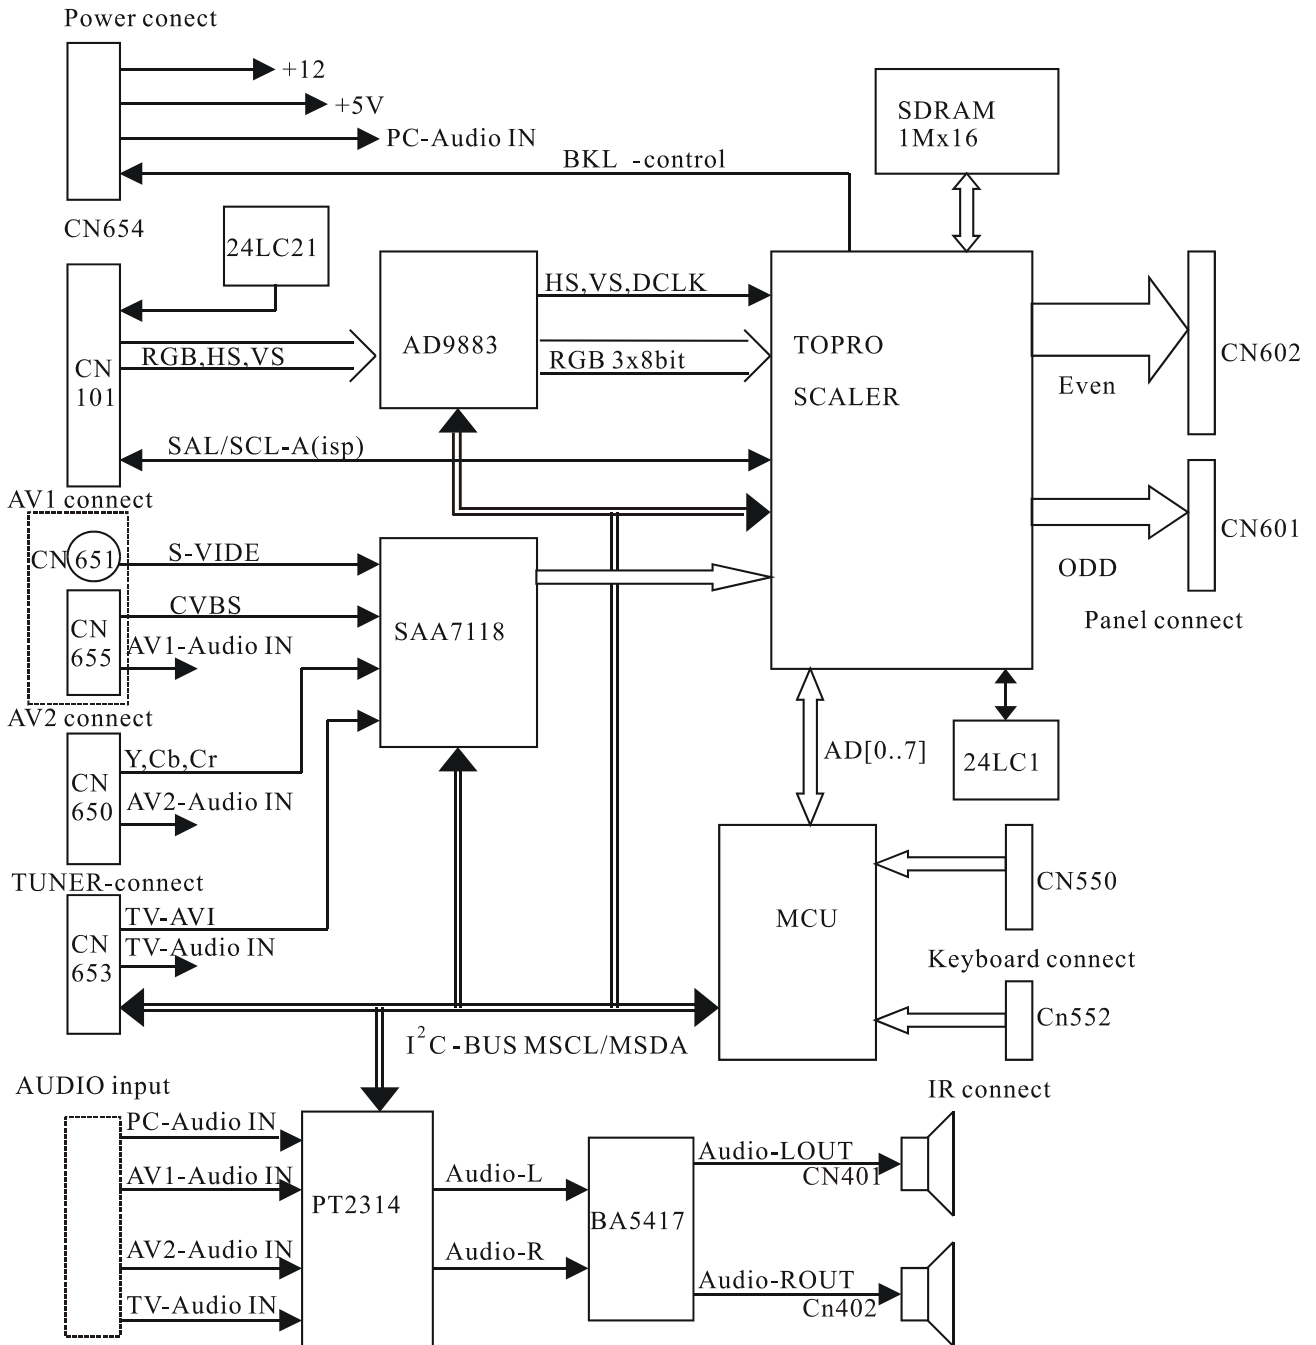 Power conect
+12
+5V
PC-Audio IN
BKL -control
SDRAM
1Mx16
CN654
24LC21
HS,VS,DCLK
AD9883
RGB,HS,VS
RGB 3x8bit
CN
101
TOPRO
SCALER
CN602
Even
SAL/SCL-A(isp)
AV1 connect
CN651
S-VIDE
CN601
ODD
CVBS
CN
655
AV1-Audio IN
SAA7118
Panel connect
AV2 connect
Y,Cb,Cr
CN
650
AV2-Audio IN
AD[0..7]
24LC1
TUNER-connect
TV-AVI
CN
653
TV-Audio IN
MCU
CN550
Keyboard connect
Cn552
I²C-BUS MSCL/MSDA
IR connect
AUDIO input
PC-Audio IN
AV1-Audio IN
AV2-Audio IN
TV-Audio IN
PT2314
Audio-L
Audio-R
BA5417
Audio-LOUT
CN401
Audio-ROUT
Cn402